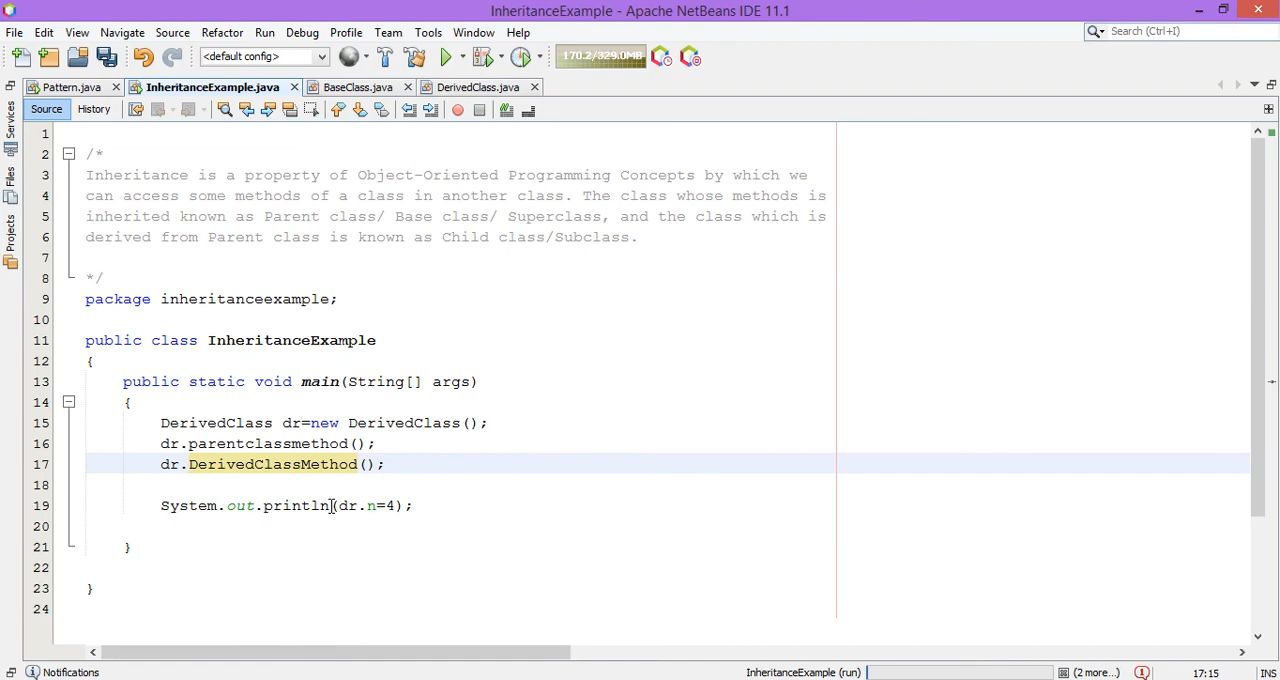 InheritanceExample - Apache NetBeans IDE 11.1
File Edit View Navigate Source Refactor Run Debug Profile Team Tools Window Help
Search (Ctrl+I)
<default config>
170.2/329.0MB
Pattern.java InheritanceExample.java BaseClass.java DerivedClass.java
Source History
Services
Files
Projects
1
2 /*
3 Inheritance is a property of Object-Oriented Programming Concepts by which we
4 can access some methods of a class in another class. The class whose methods is
5 inherited known as Parent class/ Base class/ Superclass, and the class which is
6 derived from Parent class is known as Child class/Subclass.
7
8 */
9 package inheritanceexample;
10
11 public class InheritanceExample
12 {
13 public static void main(String[] args)
14 {
15 DerivedClass dr=new DerivedClass();
16 dr.parentclassmethod();
17 dr.DerivedClassMethod();
18
19 System.out.println(dr.n=4);
20
21 }
22
23 }
24
Notifications InheritanceExample (run) (2 more...) 17:15 INS